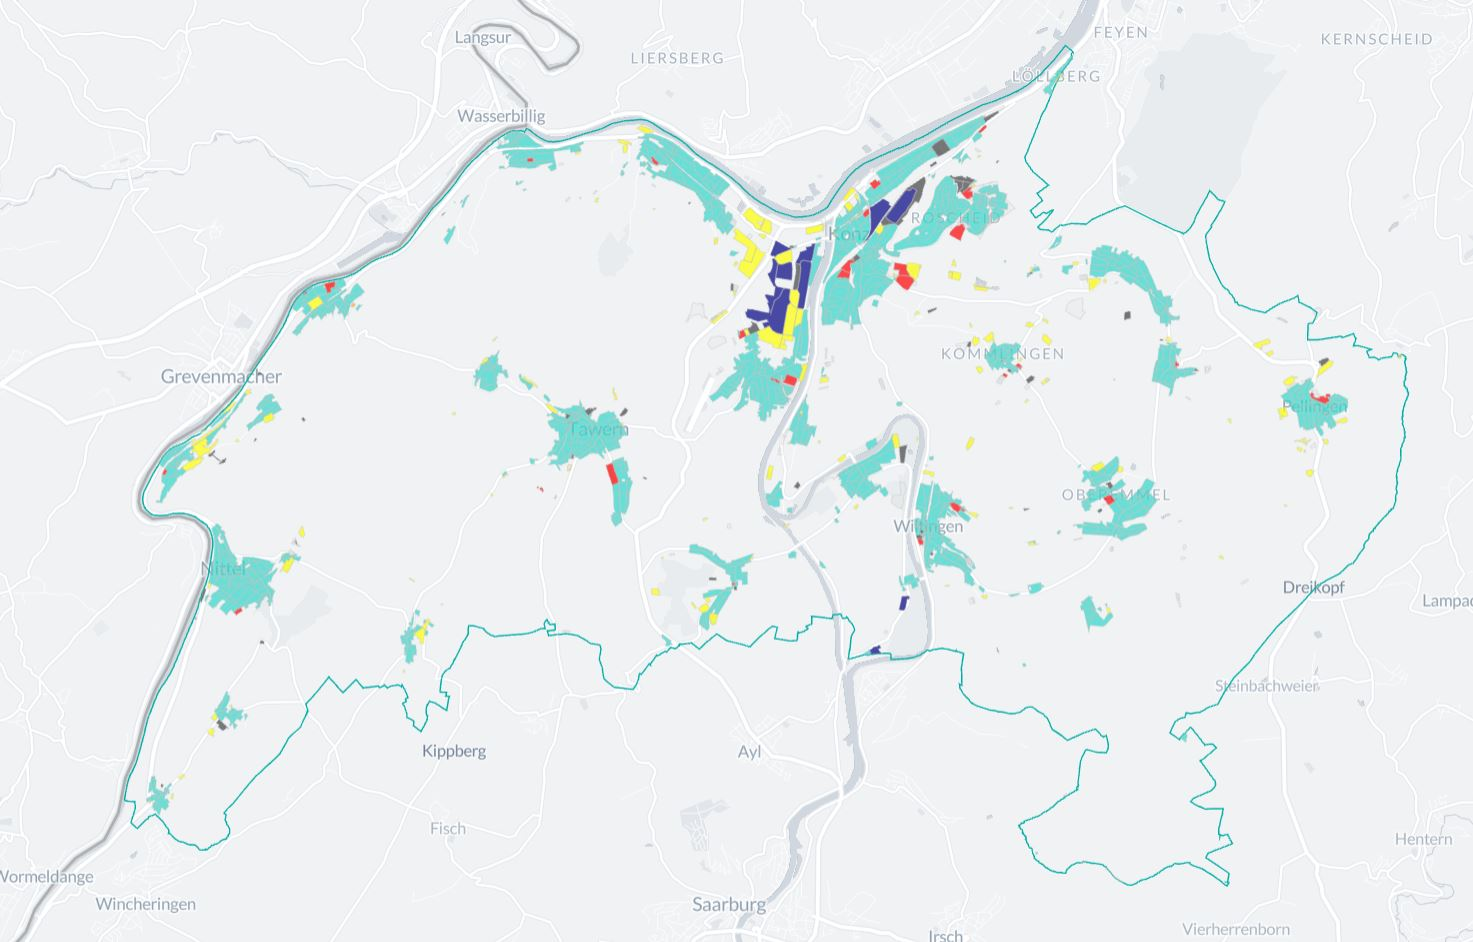 FEYEN
Langsur
KERNSCHEID
LIERSBERG
LÖLLBERG
Wasserbillig
ROSCHEID
Konz
KOMMLINGEN
Grevenmacher
Pellingen
Tawern
OBEREMMEL
Wiltingen
Nittel
Dreikopf
Lampac
Steinbachweier
Kippberg
Ayl
Fisch
Hentern
Wormeldange
Wincheringen
Saarburg
Vierherrenborn
Irsch